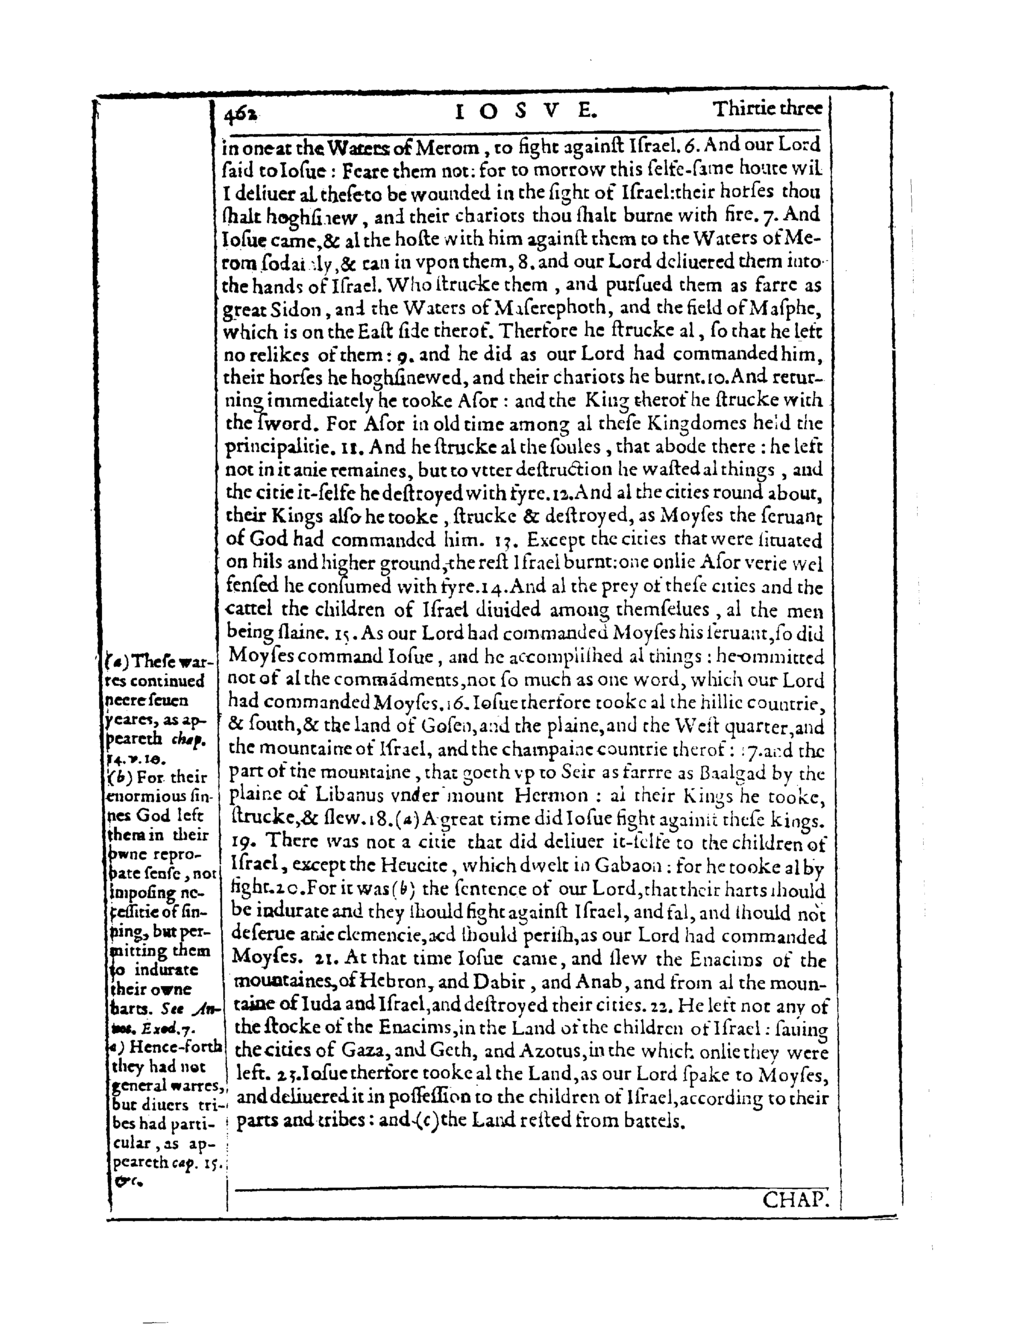 462 I O S V E. Thirtie three
in one at the Waters of Merom, to fight againſt Iſrael. 6. And our Lord
ſaid to Ioſue: Feare them not: for to morrow this ſelfe-ſame houre wil
I deliuer al theſe to be wounded in the ſight of Iſrael: their horſes thou
ſhalt hoghſinew, and their chariots thou ſhalt burne with fire. 7. And
Ioſue came, & al the hoſte with him againſt them to the Waters of Me-
rom ſodainly, & ran in vpon them, 8. and our Lord deliuered them into
the hands of Iſrael. Who ſtrucke them, and purſued them as farre as
great Sidon, and the Waters of Maſerephoth, and the field of Maſphe,
which is on the Eaſt ſide therof. Therfore he ſtrucke al, ſo that he left
no relikes of them: 9. and he did as our Lord had commanded him,
their horſes he hoghſinewed, and their chariots he burnt. 10. And retur-
ning immediately he tooke Aſor: and the King therof he ſtrucke with
the ſword. For Aſor in old time among al theſe Kingdomes held the
principalitie. 11. And he ſtrucke al the ſoules, that abode there: he left
not in it anie remaines, but to vtter deſtruction he waſted al things, and
the citie it-ſelfe he deſtroyed with fyre. 12. And al the cities round about,
their Kings alſo he tooke, ſtrucke & deſtroyed, as Moyſes the ſeruant
of God had commanded him. 13. Except the cities that were ſituated
on hils and higher ground, the reſt Iſrael burnt: one onlie Aſor verie wel
fenſed he conſumed with fyre. 14. And al the prey of theſe cities and the
cattel the children of Iſrael diuided among themſelues, al the men
being ſlaine. 15. As our Lord had commanded Moyſes his ſeruant, ſo did
Moyſes command Ioſue, and he accompliſhed al things: he ommitted
not of al the commādments, not ſo much as one word, which our Lord
had commanded Moyſes. 16. Ioſue therfore tooke al the hillie countrie,
& ſouth, & the land of Goſen, and the plaine, and the Weſt quarter, and
the mountaine of Iſrael, and the champaine countrie therof: 17. and the
part of the mountaine, that goeth vp to Seir as farrre as Baalgad by the
plaine of Libanus vnder mount Hermon: al their Kings he tooke,
ſtrucke, & ſlew. 18. (a) A great time did Ioſue fight againſt theſe kings.
19. There was not a citie that did deliuer it-ſelfe to the children of
Iſrael, except the Heueite, which dwelt in Gabaon: for he tooke al by
fight. 20. For it was (b) the ſentence of our Lord, that their harts ſhould
be indurate and they ſhould fight againſt Iſrael, and fal, and ſhould not
deſerue anie clemencie, and ſhould periſh, as our Lord had commanded
Moyſes. 21. At that time Ioſue came, and ſlew the Enacims of the
mountaines, of Hebron, and Dabir, and Anab, and from al the moun-
taine of Iuda and Iſrael, and deſtroyed their cities. 22. He left not any of
the ſtocke of the Enacims, in the Land of the children of Iſrael: ſauing
the cities of Gaza, and Geth, and Azotus, in the which onlie they were
left. 23. Ioſue therfore tooke al the Land, as our Lord ſpake to Moyſes,
and deliuered it in poſſeſſion to the children of Iſrael, according to their
parts and tribes: and (c) the Land reſted from battels.
(a) Theſe war-
res continued
neere ſeuen
yeares, as ap-
peareth chap.
14. v. 10.
(b) For their
enormious ſin-
nes God left
them in their
owne repro-
bate ſenſe, not
impoſing ne-
ceſſitie of ſin-
ning, but per-
mitting them
to indurate
their owne
harts. See An-
not. Exod. 7.
c) Hence-forth
they had not
general warres,
but diuers tri-
bes had parti-
cular, as ap-
peareth cap. 15.
&c.
CHAP.